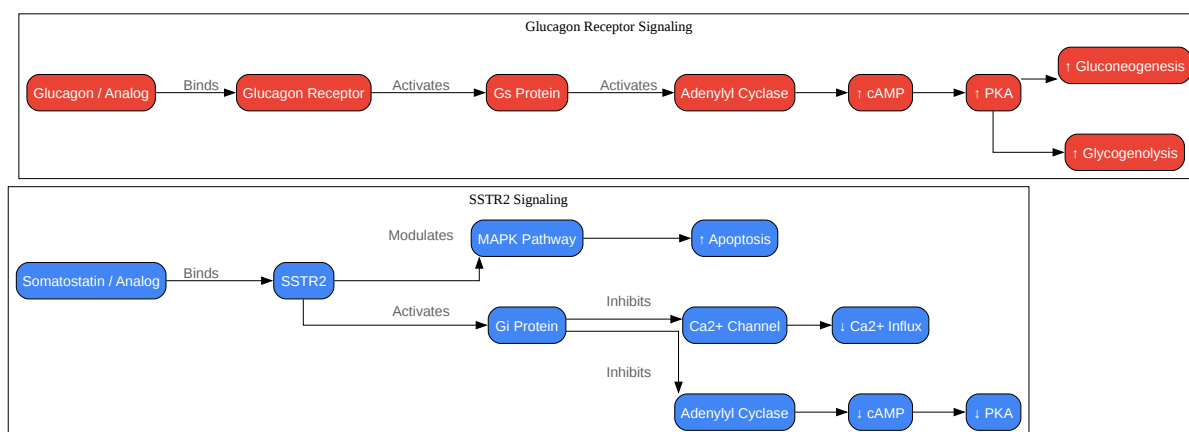 Glucagon Receptor Signaling
↑ Gluconeogenesis
Glucagon / Analog
Binds
Glucagon Receptor
Activates
Gs Protein
Activates
Adenylyl Cyclase
↑ cAMP
↑ PKA
↑ Glycogenolysis
SSTR2 Signaling
Modulates
MAPK Pathway
↑ Apoptosis
Somatostatin / Analog
Binds
SSTR2
Activates
Gi Protein
Inhibits
Ca2+ Channel
↓ Ca2+ Influx
Inhibits
Adenylyl Cyclase
↓ cAMP
↓ PKA